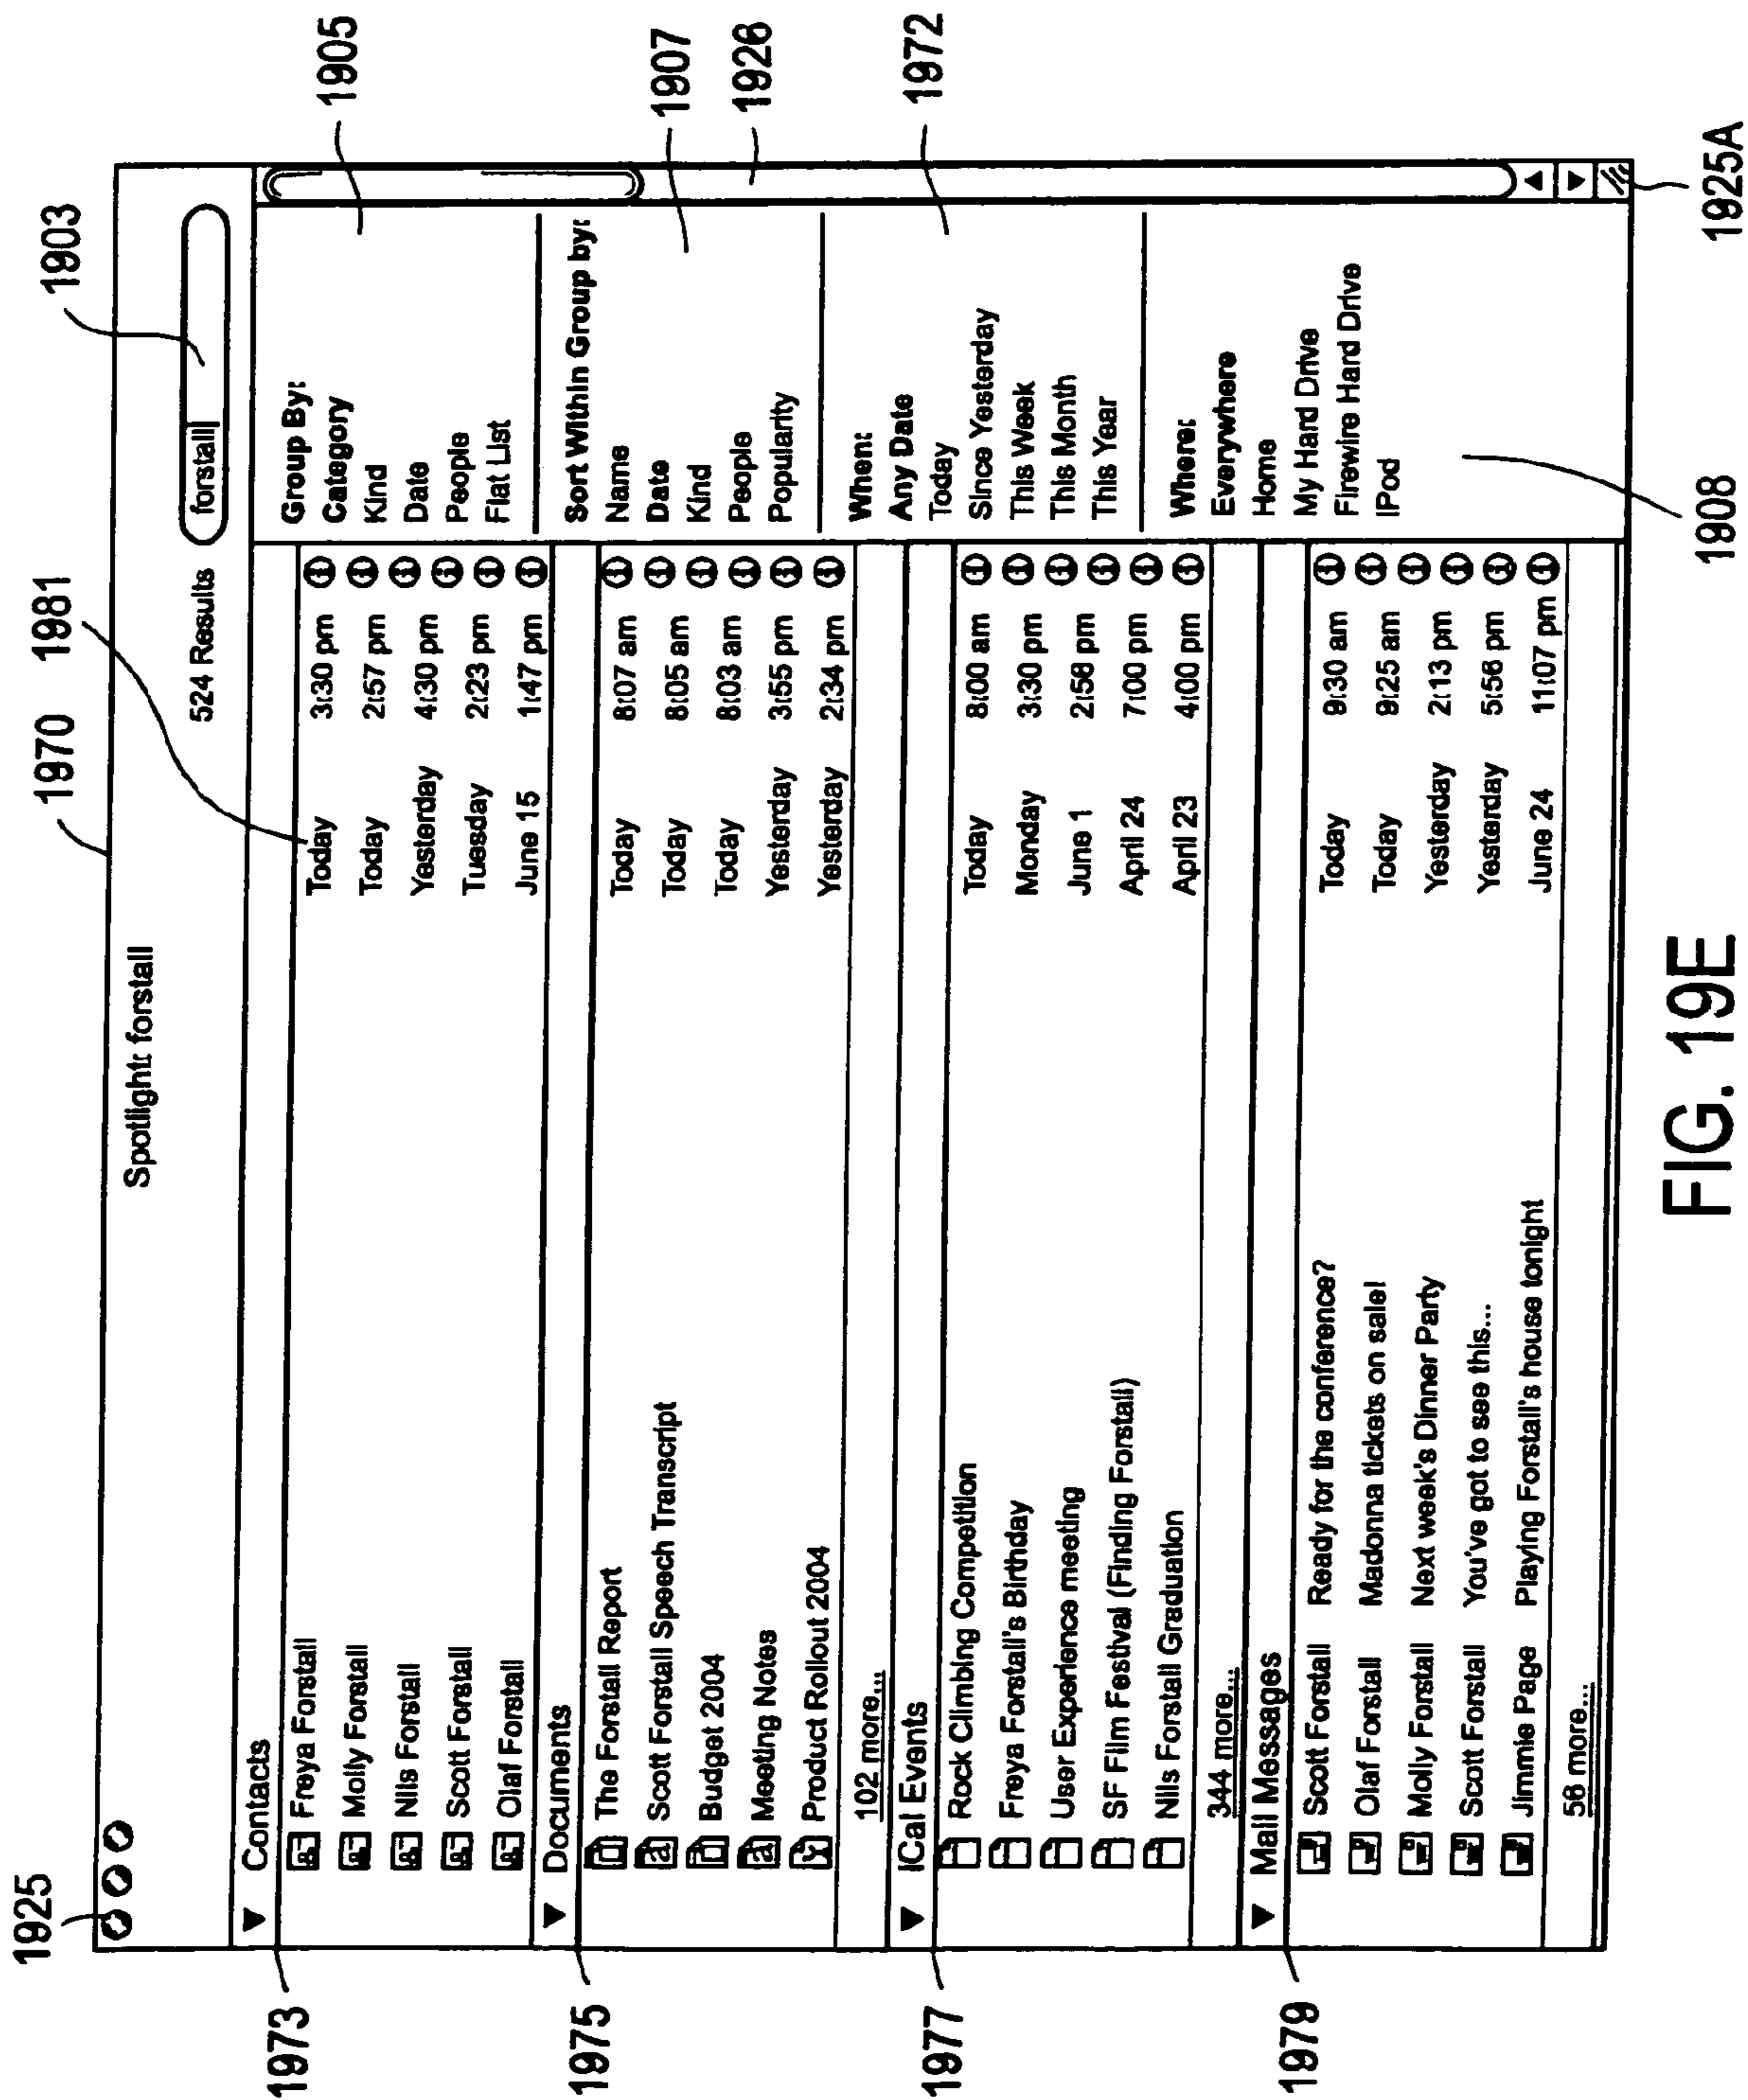 1970
1981
1903
1925
Spotlight: forstall
524 Results
forstall
1905
1973
Contacts
Freya Forstall Today 3:30 pm
Molly Forstall Today 2:57 pm
Nils Forstall Yesterday 4:30 pm
Scott Forstall Tuesday 2:23 pm
Olaf Forstall June 15 1:47 pm
1975
Documents
The Forstall Report Today 8:07 am
Scott Forstall Speech Transcript Today 8:05 am
Budget 2004 Today 8:03 am
Meeting Notes Yesterday 3:55 pm
Product Rollout 2004 Yesterday 2:34 pm
102 more...
1977
iCal Events
Rock Climbing Competition Today 8:00 am
Freya Forstall's Birthday Monday 3:30 pm
User Experience meeting June 1 2:56 pm
SF Film Festival (Finding Forstall) April 24 7:00 pm
Nils Forstall Graduation April 23 4:00 pm
344 more...
1979
Mail Messages
Scott Forstall Ready for the conference? Today 9:30 am
Olaf Forstall Madonna tickets on sale! Today 9:25 am
Molly Forstall Next week's Dinner Party Yesterday 2:13 pm
Scott Forstall You've got to see this... Yesterday 5:56 pm
Jimmie Page Playing Forstall's house tonight June 24 11:07 pm
56 more...
Group By:
Category
Kind
Date
People
Flat List
Sort Within Group by:
Name
Date
Kind
People
Popularity
1907
1926
When:
Any Date
Today
Since Yesterday
This Week
This Month
This Year
1972
Where:
Everywhere
Home
My Hard Drive
Firewire Hard Drive
iPod
1908
1925A
FIG. 19E